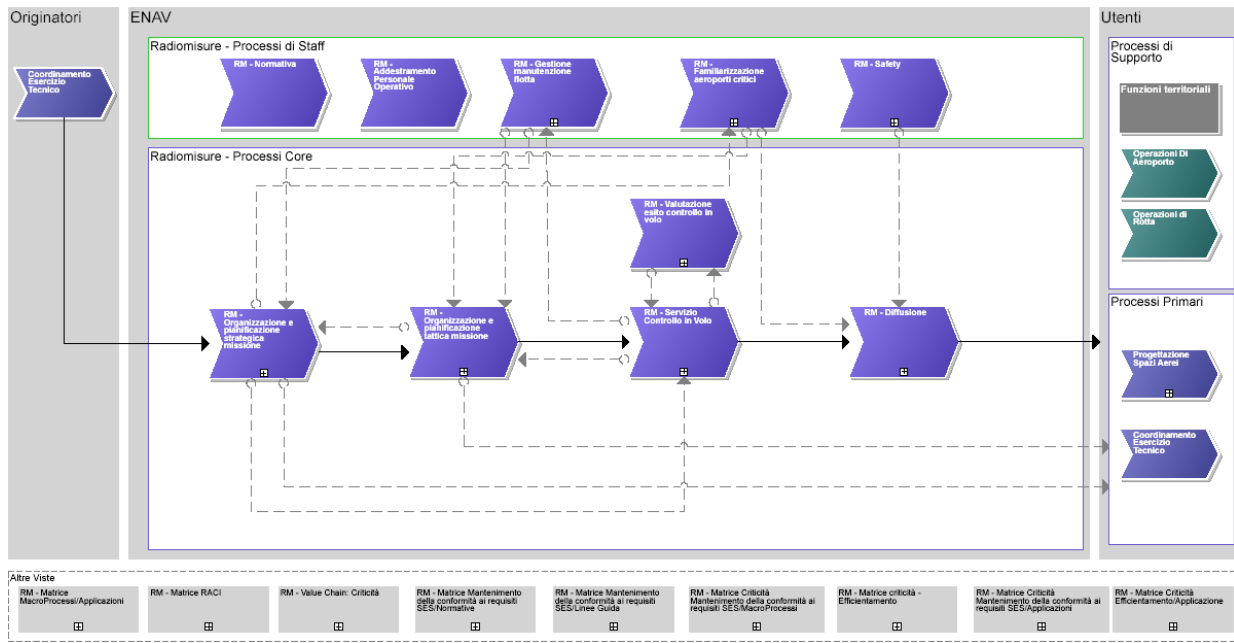 Originatori
ENAV
Utenti
Coordinamento
Esercizio
Tecnico
Radiomisure - Processi di Staff
RM - Normativa
RM -
Addestramento
Personale
Operativo
RM - Gestione
manutenzione
flotta
RM -
Familiarizzazione
aeroporti critici
RM - Safety
Processi di
Supporto
Funzioni territoriali
Operazioni Di
Aeroporto
Operazioni di
Rotta
Radiomisure - Processi Core
RM - Valutazione
esito controllo in
volo
RM -
Organizzazione e
pianificazione
strategica
missione
RM -
Organizzazione e
pianificazione
tattica missione
RM - Servizio
Controllo in Volo
RM - Diffusione
Processi Primari
Progettazione
Spazi Aerei
Coordinamento
Esercizio
Tecnico
Altre Viste
RM - Matrice
MacroProcessi/Applicazioni
RM - Matrice RACI
RM - Value Chain: Criticità
RM - Matrice Mantenimento
della conformità ai requisiti
SES/Normative
RM - Matrice Mantenimento
della conformità ai requisiti
SES/Linee Guida
RM - Matrice Criticità
Mantenimento della conformità ai
requisiti SES/MacroProcessi
RM - Matrice criticità -
Efficientamento
RM - Matrice Criticità
Mantenimento della conformità ai
requisiti SES/Applicazioni
RM - Matrice Criticità
Efficientamento/Applicazione